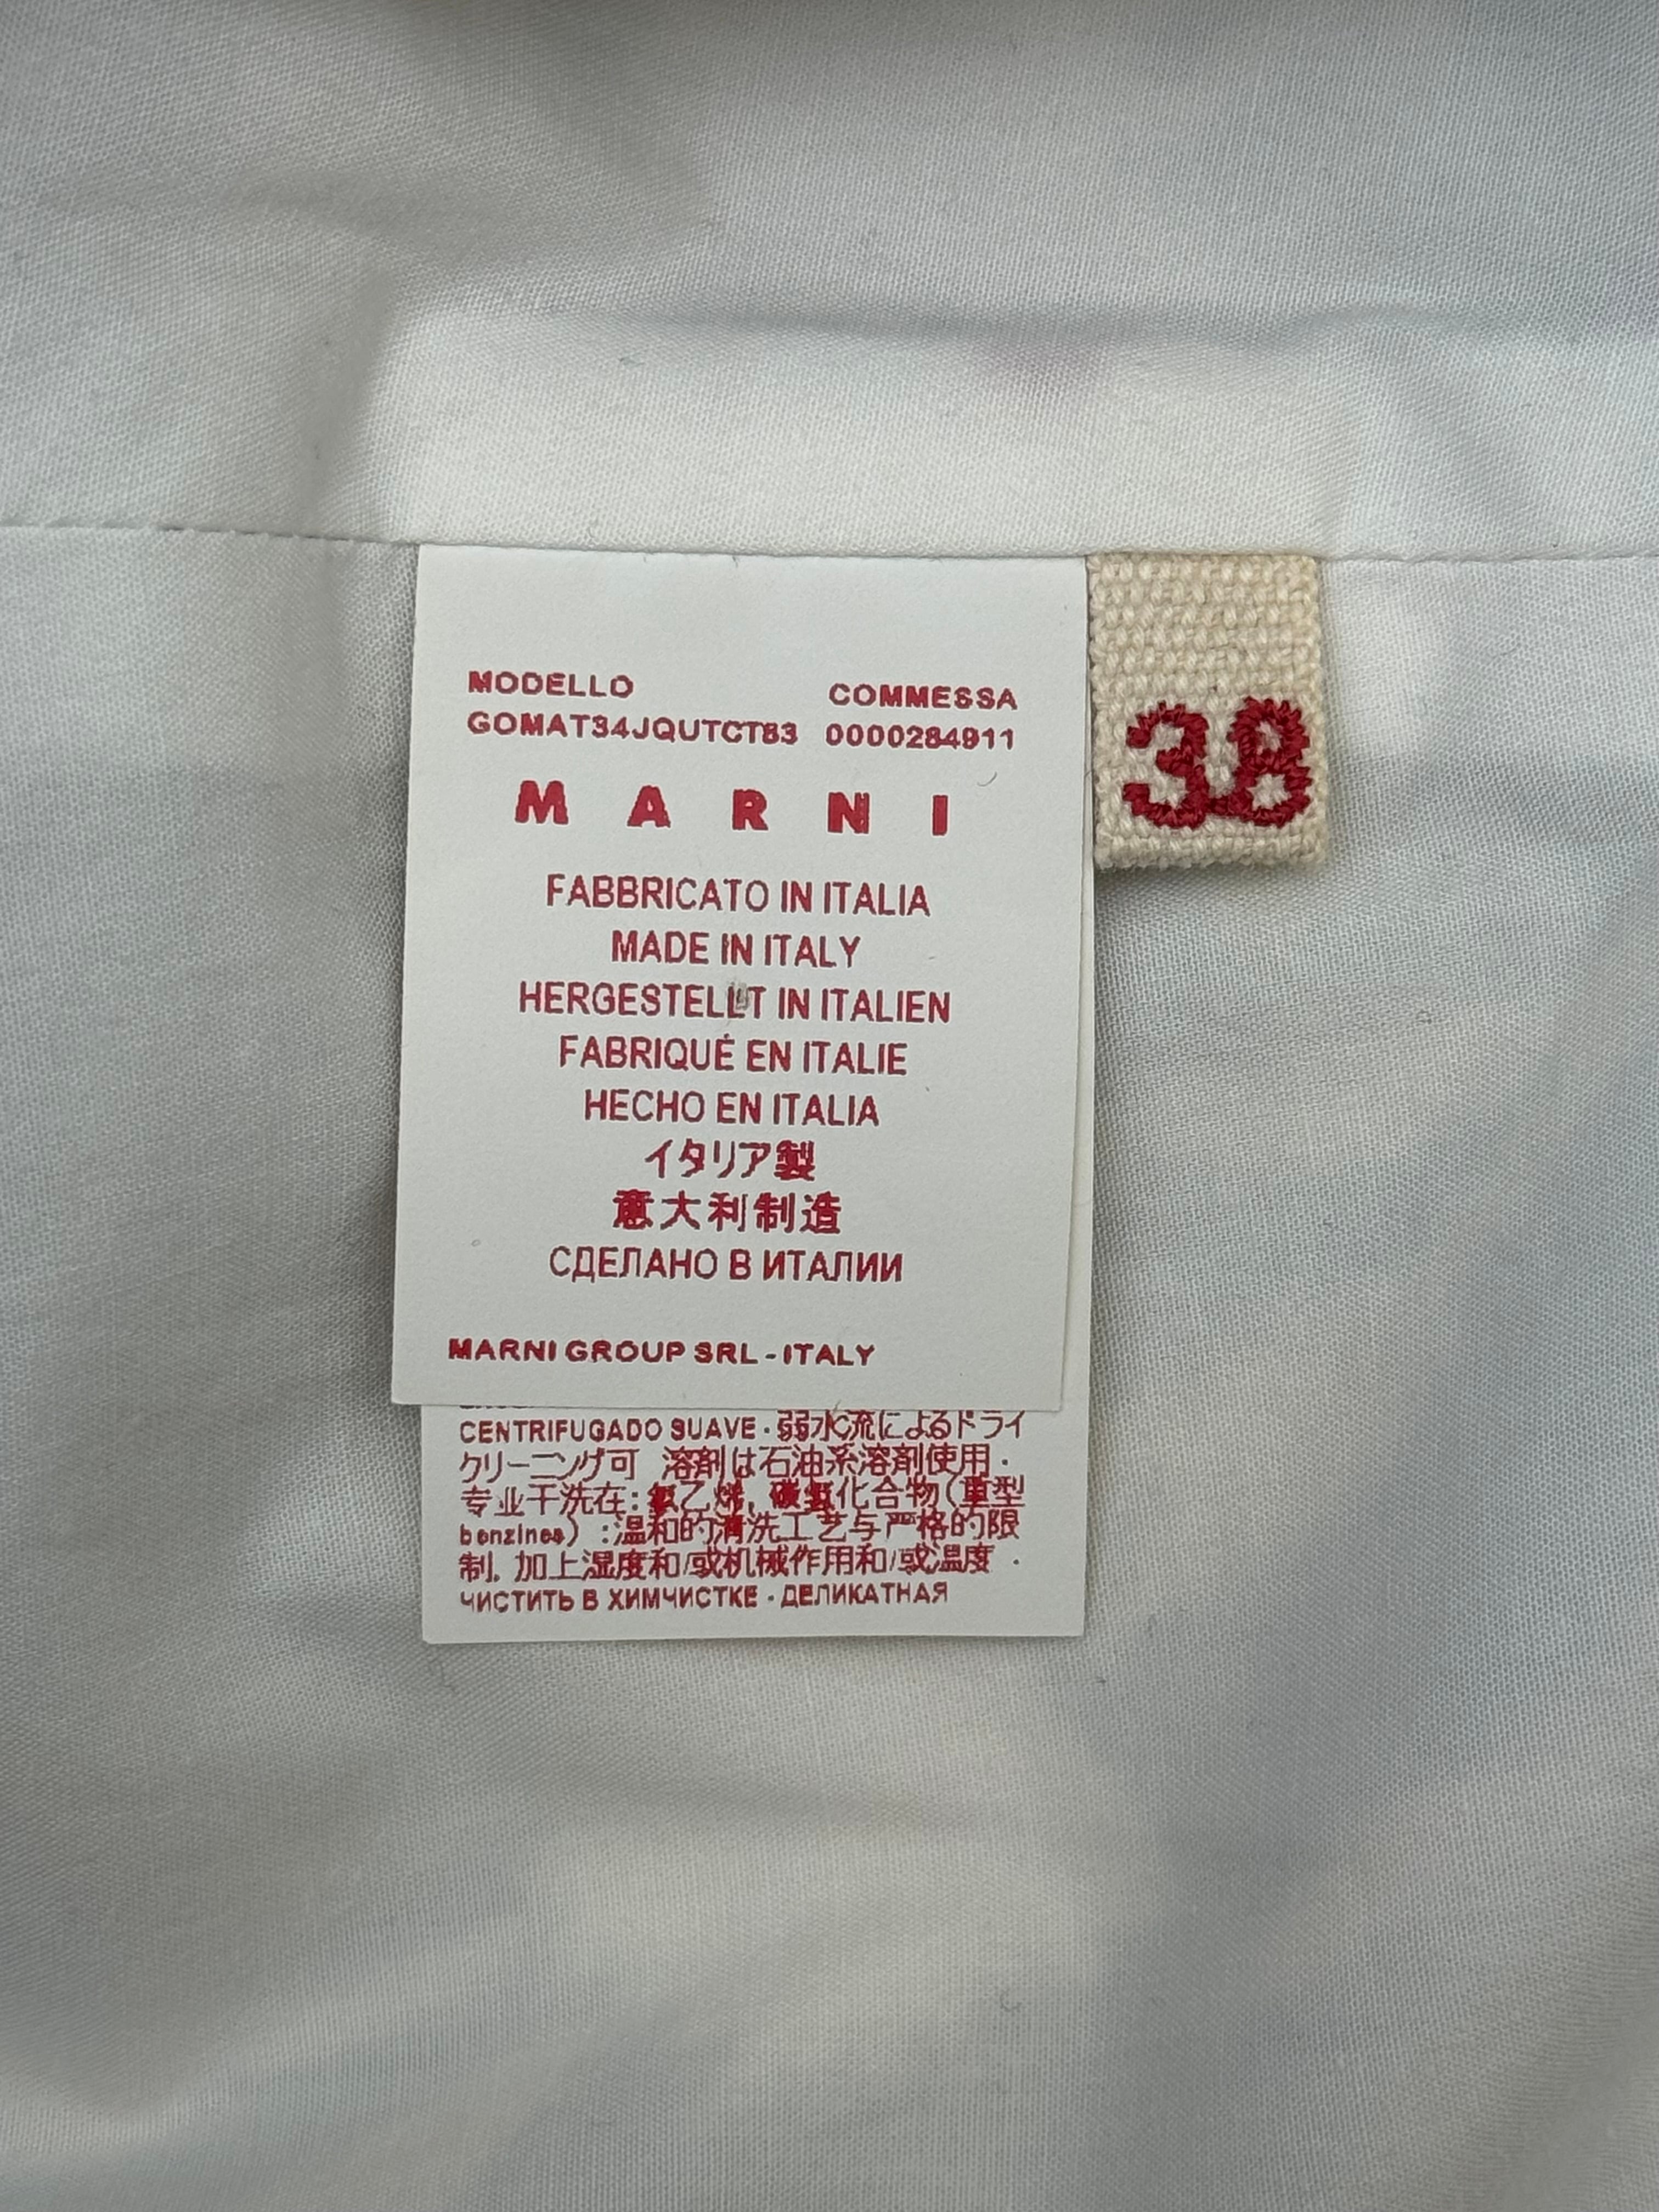 MODELLO COMMESSA
GOMAT34JQUTCT83 0000284911
MARNI
38
FABBRICATO IN ITALIA
MADE IN ITALY
HERGESTELLT IN ITALIEN
FABRIQUÉ EN ITALIE
HECHO EN ITALIA
イタリア製
意大利制造
СДЕЛАНО В ИТАЛИИ
MARNI GROUP SRL - ITALY
CENTRIFUGADO SUAVE · 弱水流によるドライ
クリーニング可 溶剤は石油系溶剤使用 ·
专业干洗在: 氯乙烯, 碳氢化合物 (重型
benzines) :温和的清洗工艺与严格的限
制, 加上湿度和/或机械作用和/或温度 ·
ЧИСТИТЬ В ХИМЧИСТКЕ · ДЕЛИКАТНАЯ